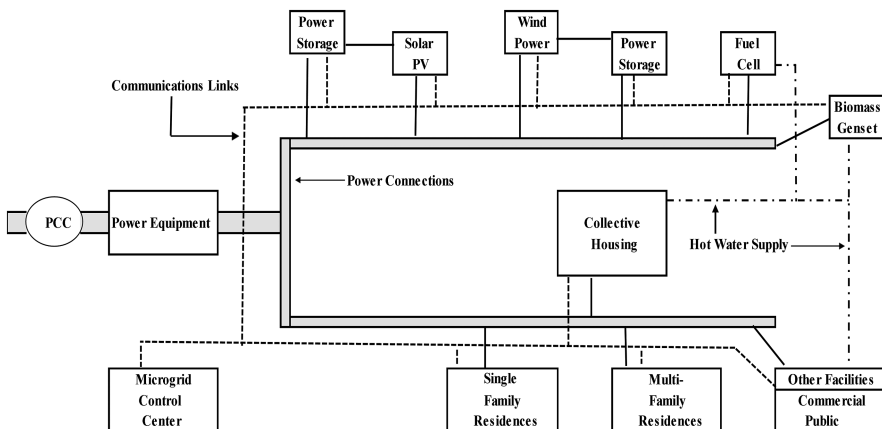 Power
Storage
Solar
PV
Wind
Power
Power
Storage
Fuel
Cell
Communications Links
Biomass
Genset
Power Connections
PCC
Power Equipment
Collective
Housing
Hot Water Supply
Microgrid
Control
Center
Single
Family
Residences
Multi-
Family
Residences
Other Facilities
Commercial
Public